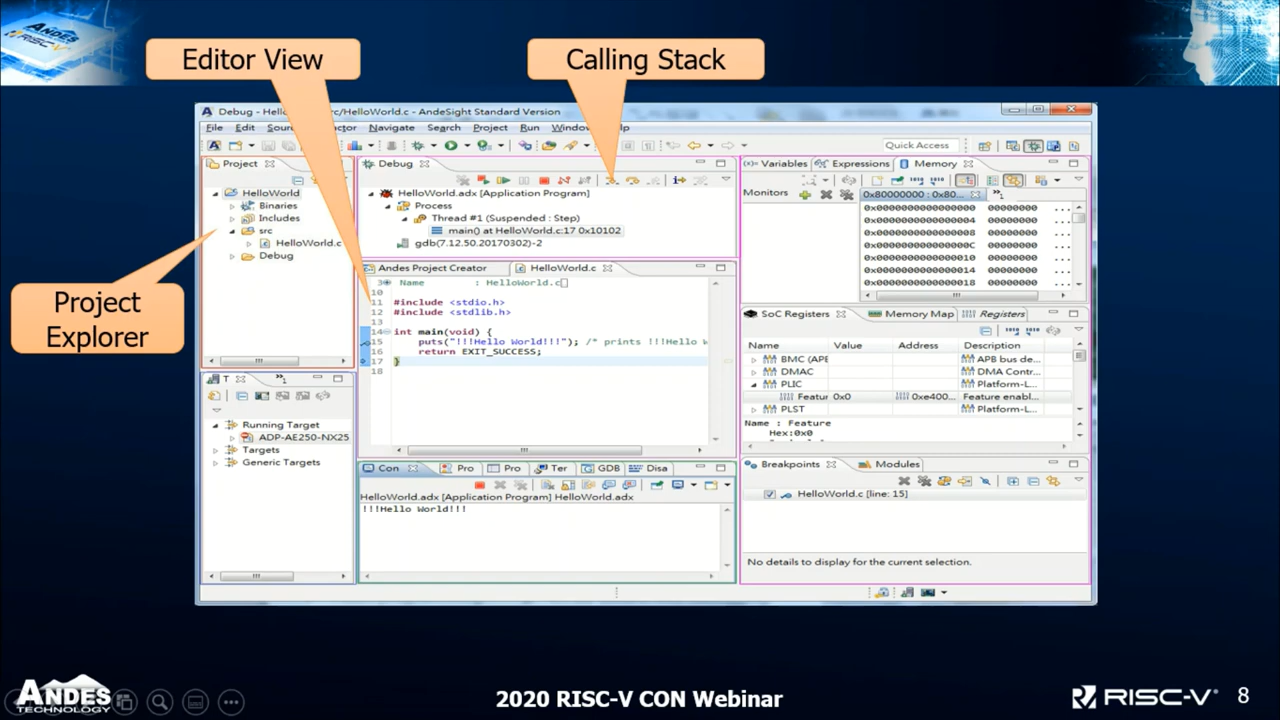 ANDES
RISC-V
Editor View
Calling Stack
Project
Explorer
Debug - Hello rc/HelloWorld.c - AndeSight Standard Version
File Edit Sourc actor Navigate Search Project Run Window lp
Quick Access
Project
HelloWorld
Binaries
Includes
src
HelloWorld.c
Debug
Debug
HelloWorld.adx [Application Program]
Process
Thread #1 (Suspended : Step)
main() at HelloWorld.c:17 0x10102
gdb(7.12.50.20170302)-2
Variables Expressions Memory
Monitors
0x80000000 : 0x80...
0x0000000000000000 00000000 ...
0x0000000000000004 00000000 ...
0x0000000000000008 00000000 ...
0x000000000000000C 00000000 ...
0x0000000000000010 00000000 ...
0x0000000000000014 00000000 ...
0x0000000000000018 00000000 ...
Andes Project Creator HelloWorld.c
3 Name : HelloWorld.c
10
11 #include <stdio.h>
12 #include <stdlib.h>
13
14 int main(void) {
15 puts("!!!Hello World!!!"); /* prints !!!Hello W
16 return EXIT_SUCCESS;
17 }
18
SoC Registers Memory Map Registers
Name Value Address Description
BMC (APE APB bus de...
DMAC DMA Contr...
PLIC Platform-L...
Featur 0x0 0xe400... Feature enabl...
PLST Platform-L...
Name : Feature
Hex:0x0
T
Running Target
ADP-AE250-NX25
Targets
Generic Targets
Con Pro Pro Ter GDB Disa
HelloWorld.adx [Application Program] HelloWorld.adx
!!!Hello World!!!
Breakpoints Modules
HelloWorld.c [line: 15]
No details to display for the current selection.
ANDES
TECHNOLOGY
2020 RISC-V CON Webinar
RISC-V®
8